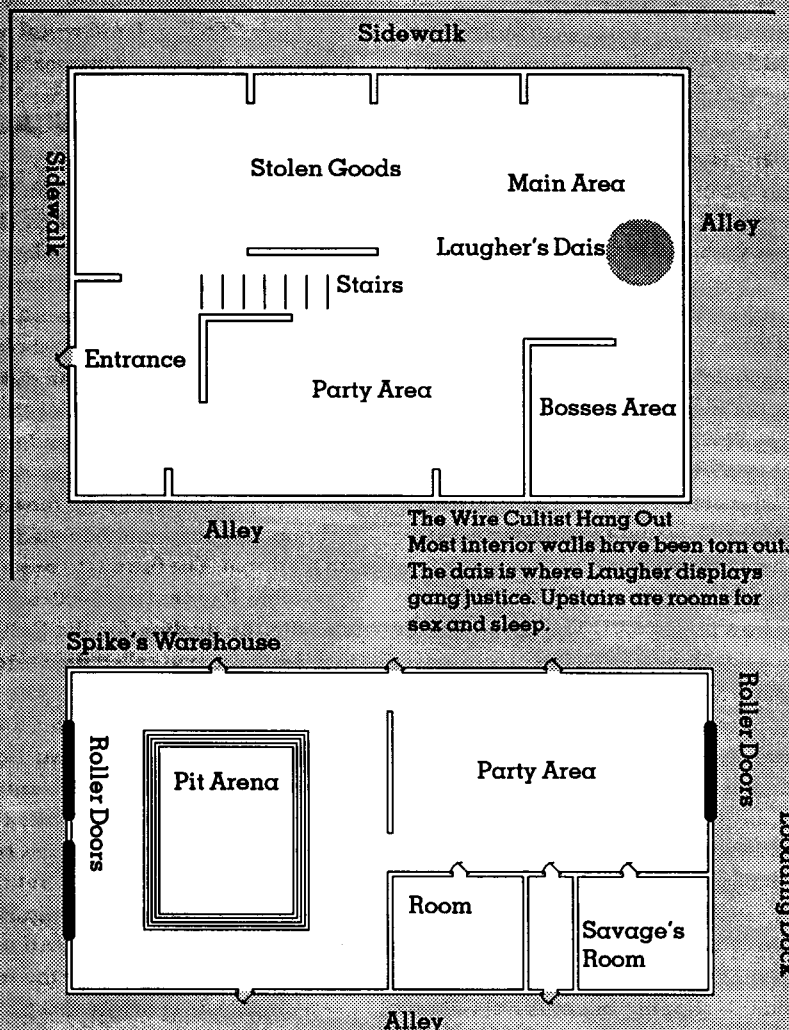 Sidewalk
Sidewalk
Stolen Goods
Main Area
Alley
Laugher's Dais
Stairs
Entrance
Party Area
Bosses Area
Alley
The Wire Cultist Hang Out
Most interior walls have been torn out.
The dais is where Laugher displays
gang justice. Upstairs are rooms for
sex and sleep.
Spike's Warehouse
Roller Doors
Pit Arena
Party Area
Roller Doors
Loading Dock
Room
Savage's
Room
Alley